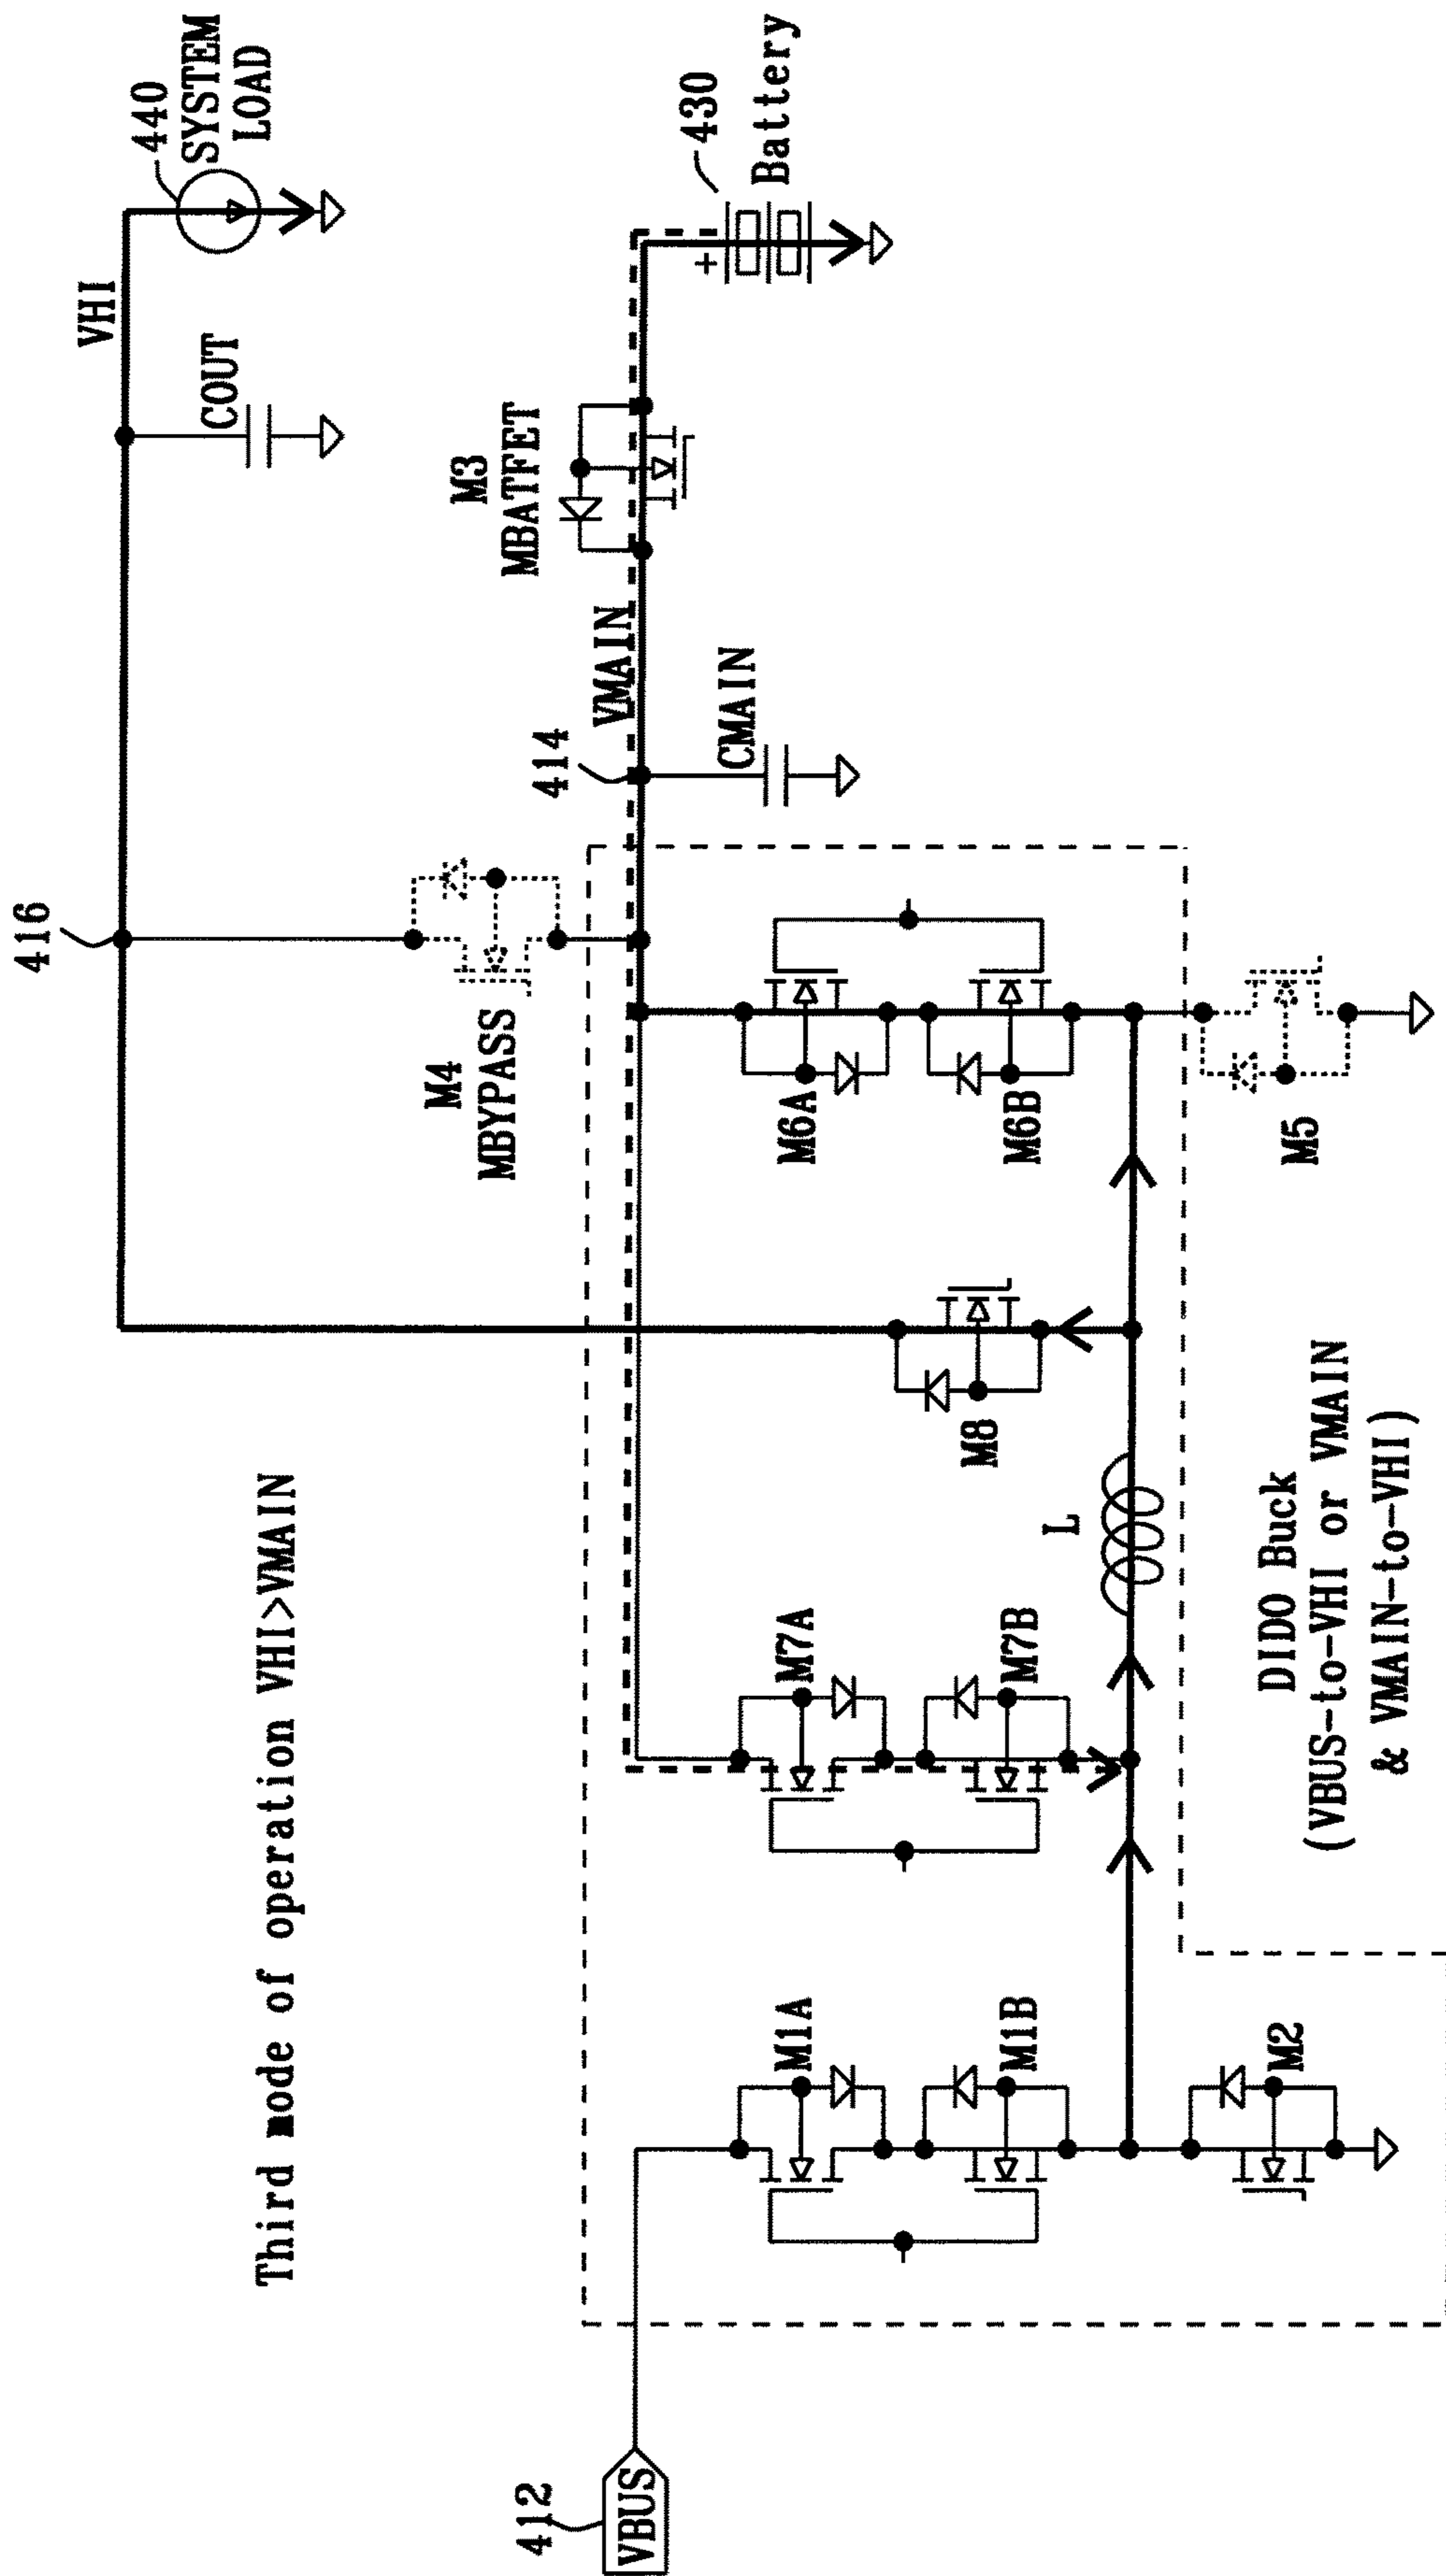 Third mode of operation VHI>VMAIN
416
VHI
440
SYSTEM
LOAD
COUT
M4
MBYPASS
M3
MBATFET
412
VBUS
414
VMAIN
CMAIN
430
+
Battery
M1A
M7A
M6A
M8
M1B
M7B
M6B
L
M2
M5
DIDO Buck
(VBUS-to-VHI or VMAIN
& VMAIN-to-VHI)